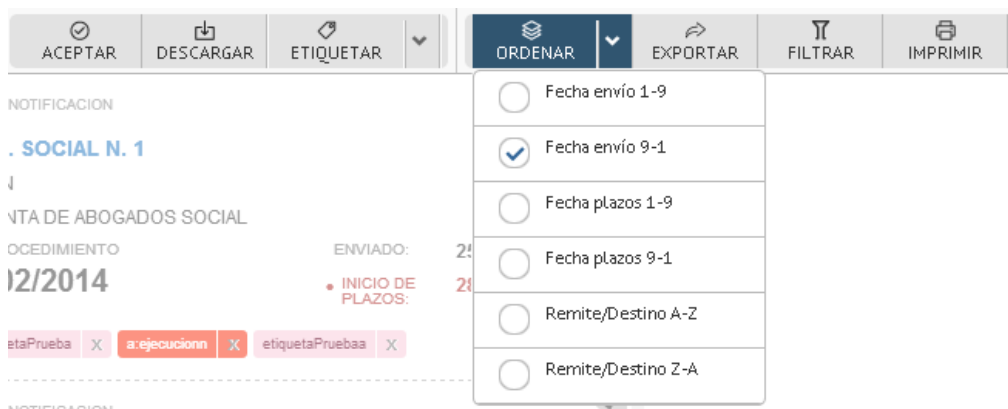 ACEPTAR
DESCARGAR
ETIQUETAR
ORDENAR
EXPORTAR
FILTRAR
IMPRIMIR
NOTIFICACION
. SOCIAL N. 1
NTA DE ABOGADOS SOCIAL
OCEDIMIENTO
02/2014
ENVIADO:
• INICIO DE
PLAZOS:
28
etaPrueba X
a:ejecucionn X
etiquetaPruebaa X
Fecha envío 1-9
Fecha envío 9-1
Fecha plazos 1-9
Fecha plazos 9-1
Remite/Destino A-Z
Remite/Destino Z-A